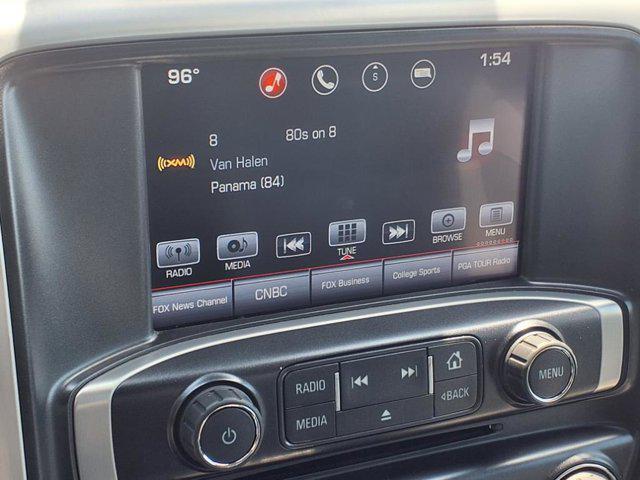 96°
S
1:54
8 80s on 8
((XM))
Van Halen
Panama (84)
RADIO
MEDIA
TUNE
BROWSE
MENU
FOX News Channel
CNBC
FOX Business
College Sports
PGA TOUR Radio
RADIO
MEDIA
BACK
MENU